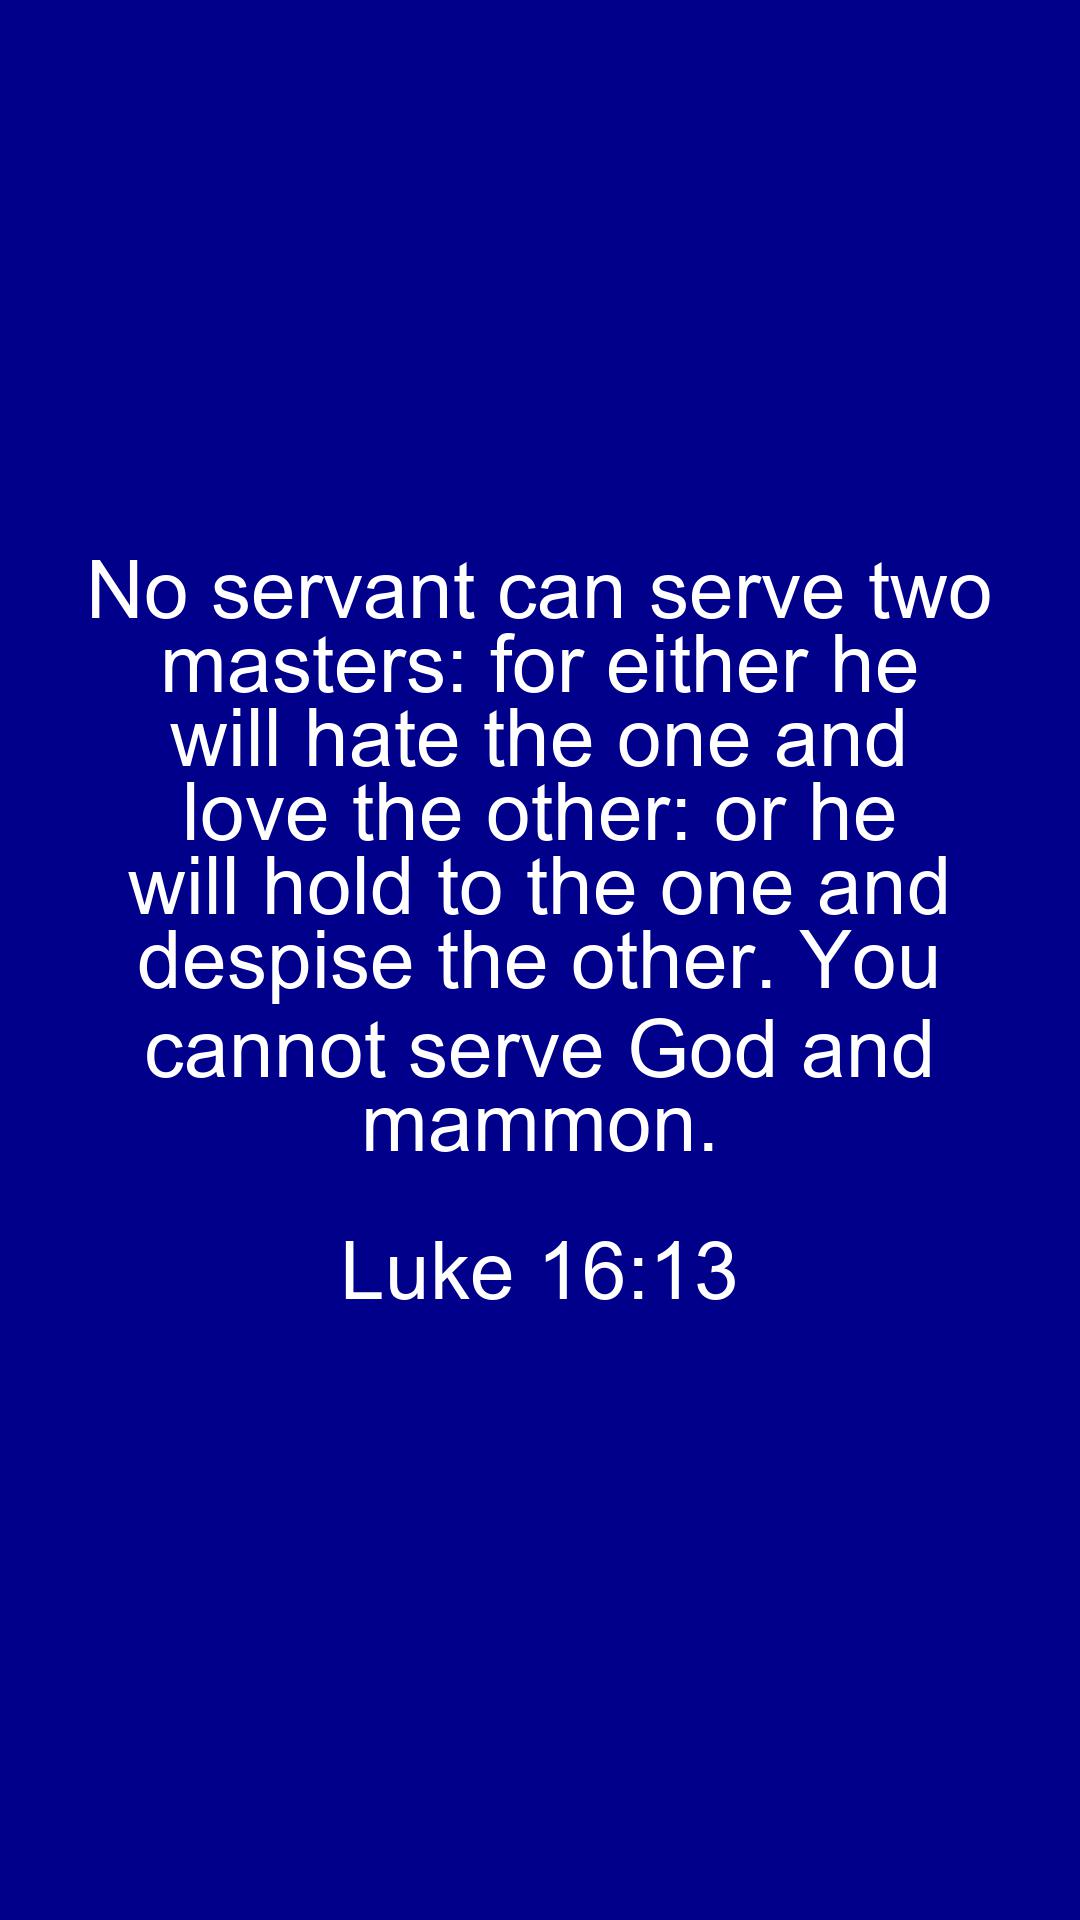 No servant can serve two
masters: for either he
will hate the one and
love the other: or he
will hold to the one and
despise the other. You
cannot serve God and
mammon.
Luke 16:13